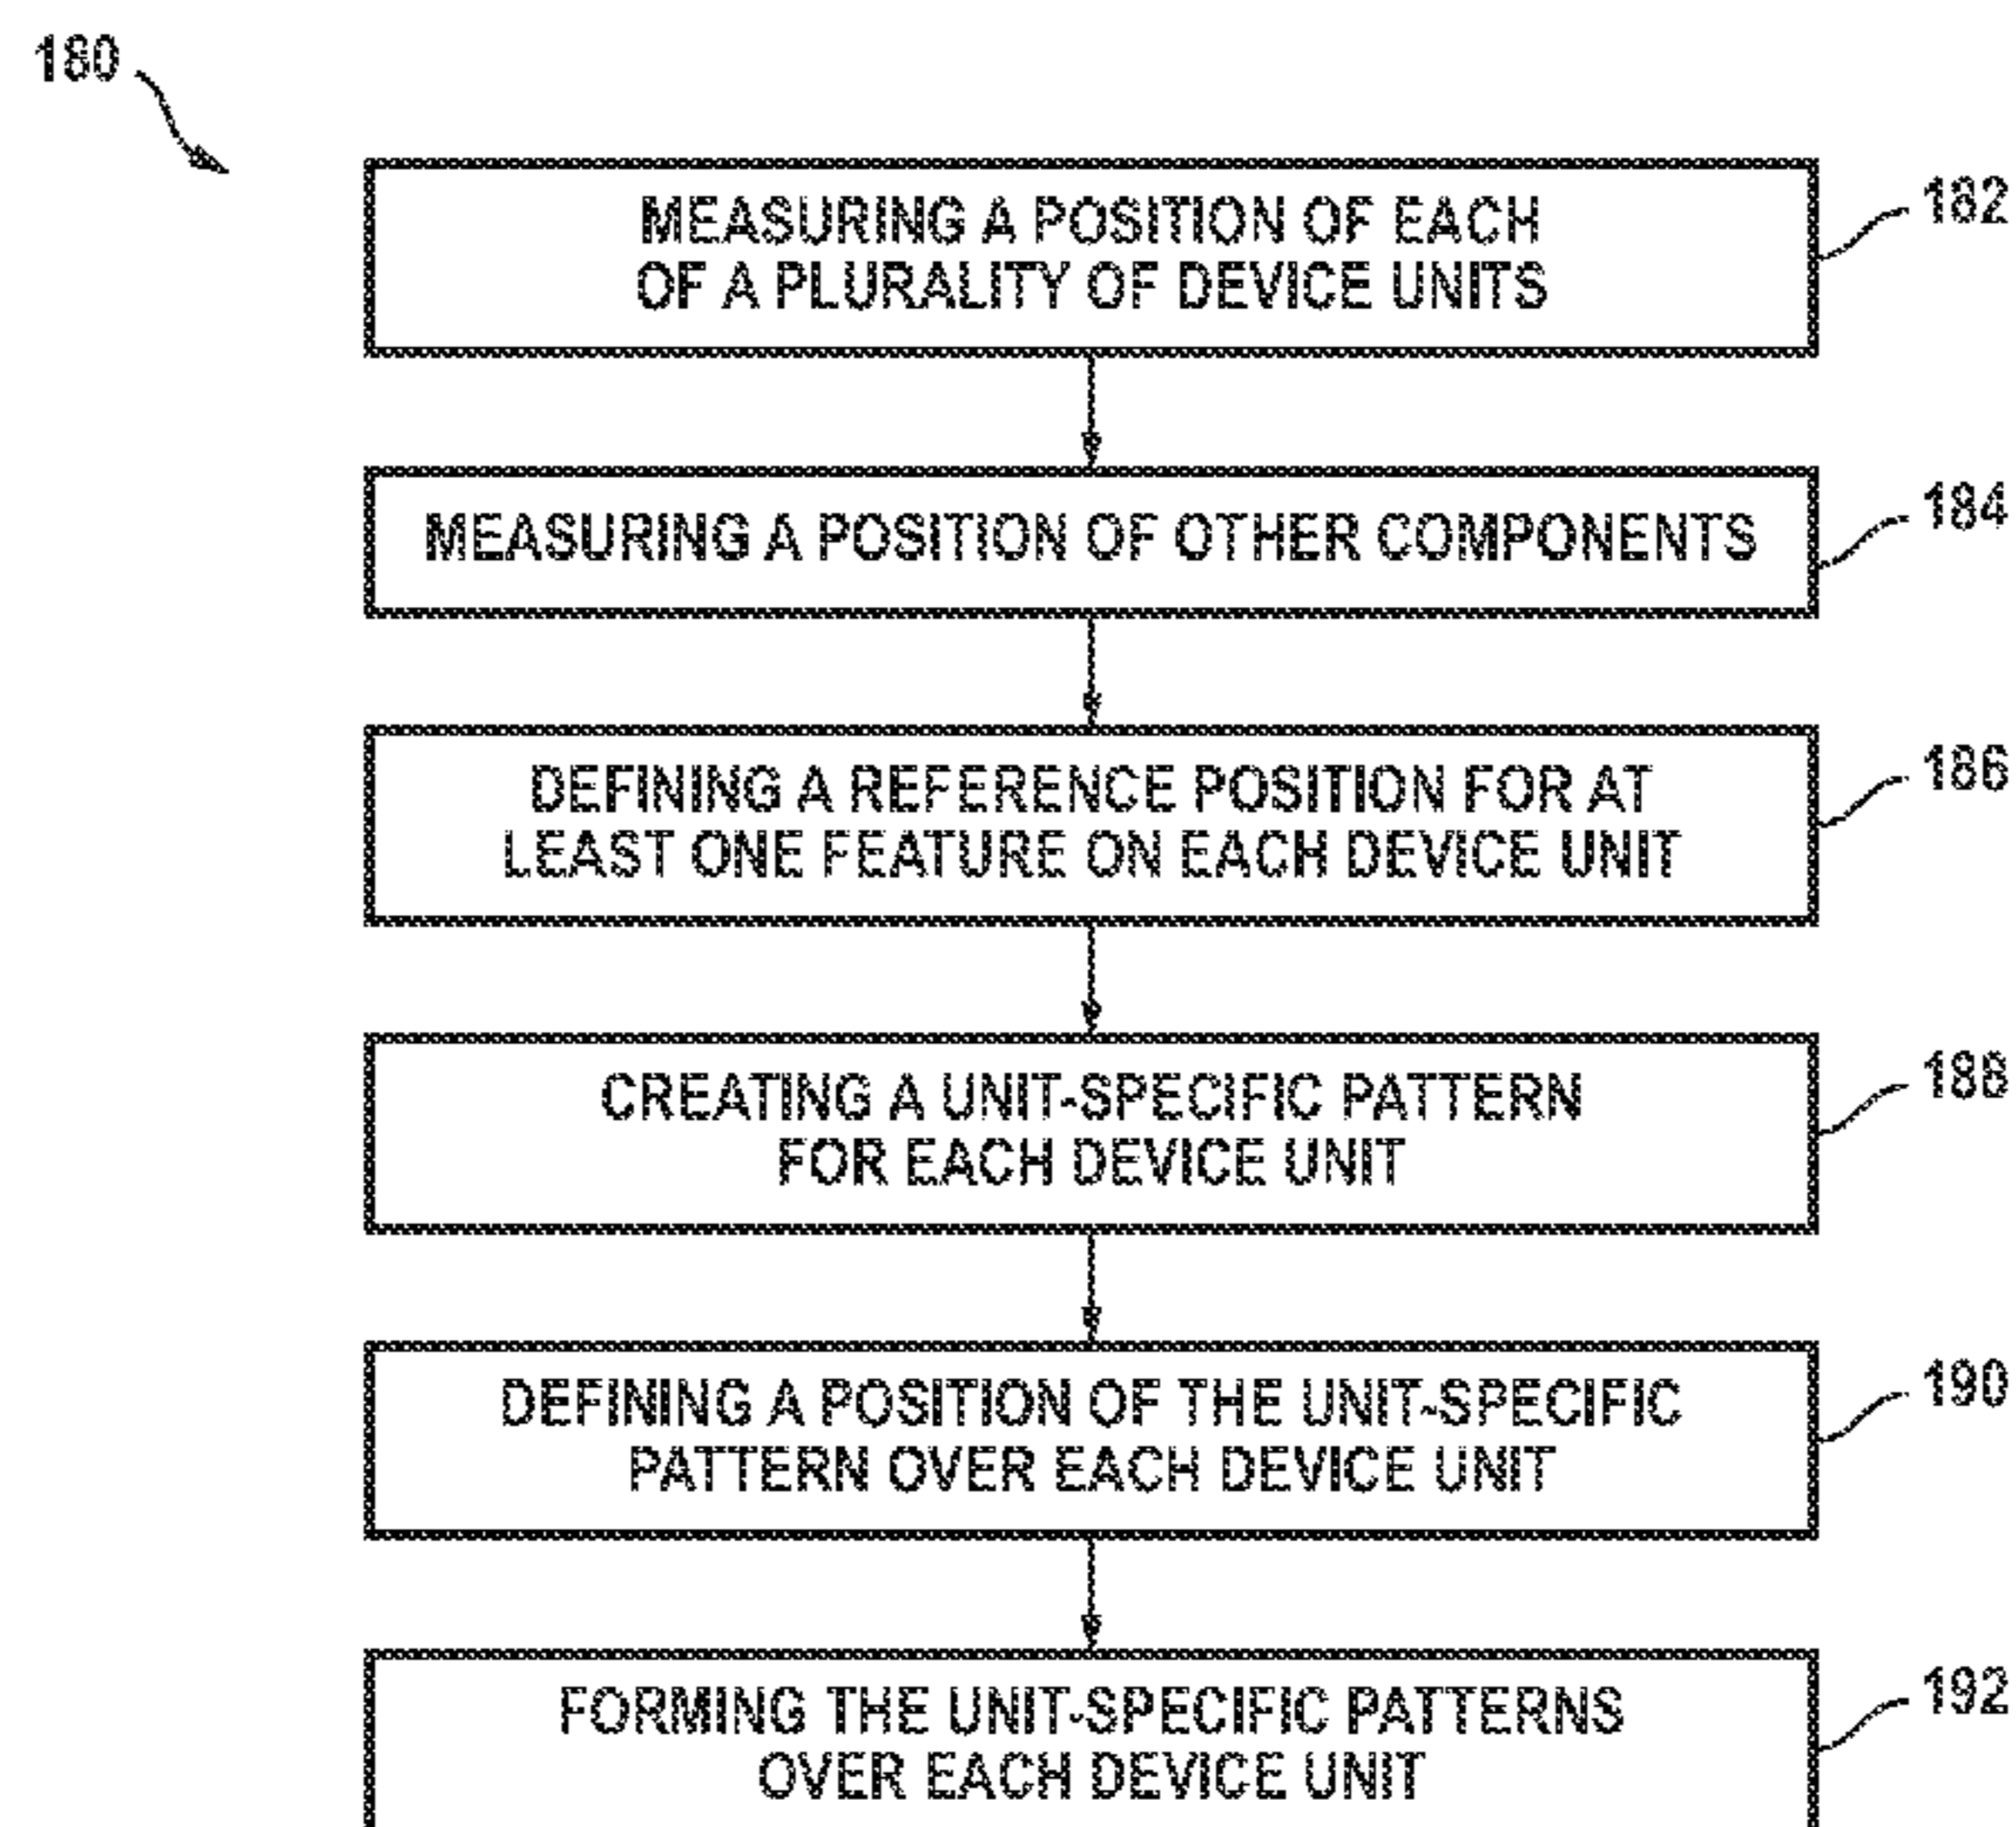 180
MEASURING A POSITION OF EACH
OF A PLURALITY OF DEVICE UNITS
182
MEASURING A POSITION OF OTHER COMPONENTS
184
DEFINING A REFERENCE POSITION FOR AT
LEAST ONE FEATURE ON EACH DEVICE UNIT
186
CREATING A UNIT-SPECIFIC PATTERN
FOR EACH DEVICE UNIT
188
DEFINING A POSITION OF THE UNIT-SPECIFIC
PATTERN OVER EACH DEVICE UNIT
190
FORMING THE UNIT-SPECIFIC PATTERNS
OVER EACH DEVICE UNIT
192